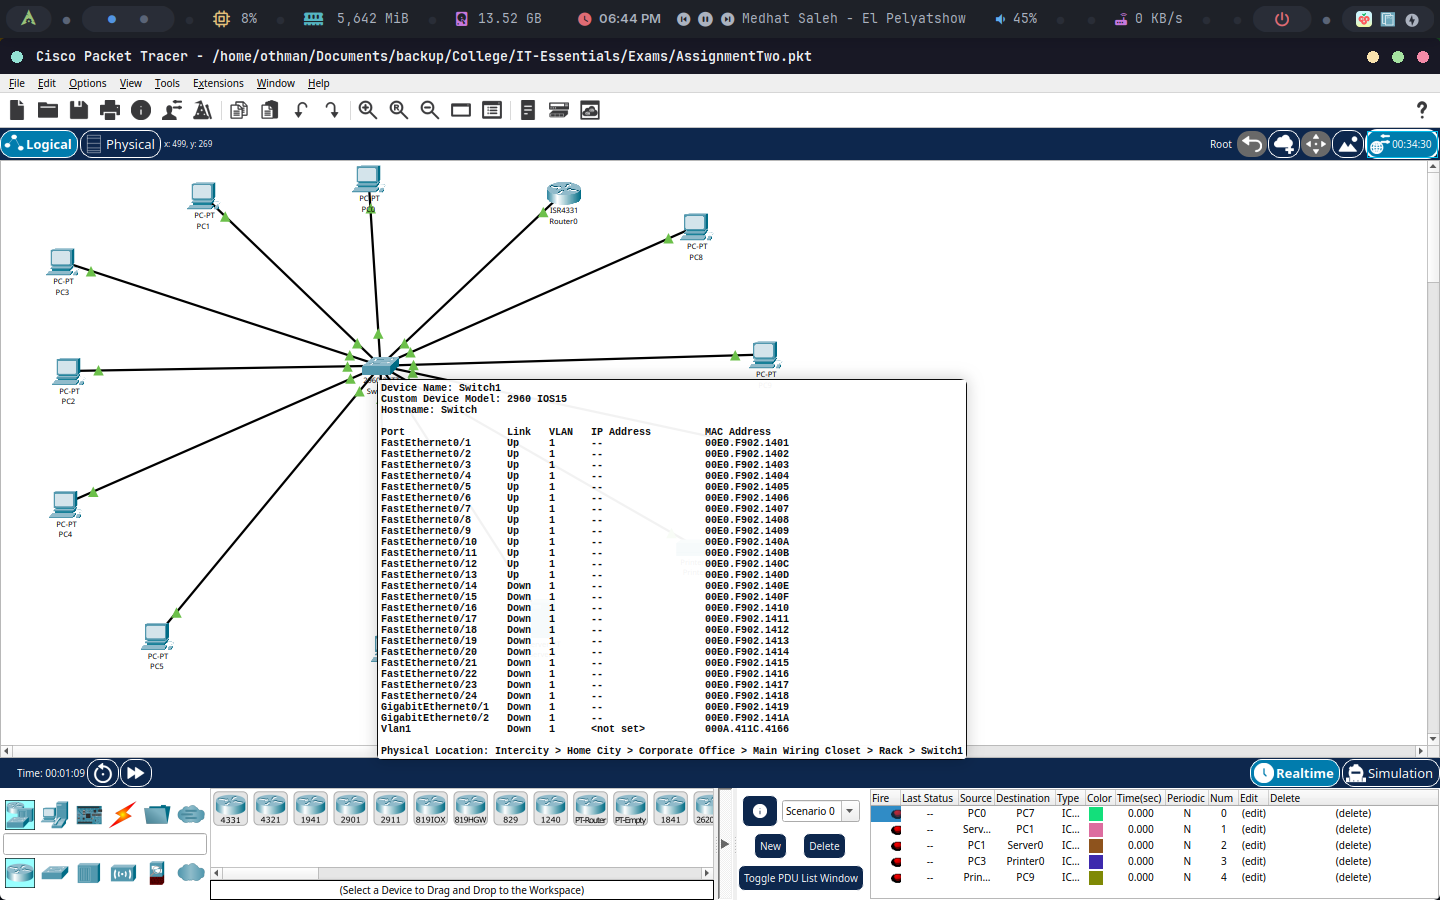 8%
5,642 MiB
13.52 GB
06:44 PM
Medhat Saleh - El Pelyatshow
45%
0 KB/s
Cisco Packet Tracer - /home/othman/Documents/backup/College/IT-Essentials/Exams/AssignmentTwo.pkt
File Edit Options View Tools Extensions Window Help
Logical
Physical
x: 499, y: 269
Root
00:34:30
PC-PT
PC1
PC-PT
PC0
ISR4331
Router0
PC-PT
PC8
PC-PT
PC3
PC-PT
PC2
PC-PT
PC-PT
PC4
PC-PT
PC5
Device Name: Switch1
Custom Device Model: 2960 IOS15
Hostname: Switch
Port Link VLAN IP Address MAC Address
FastEthernet0/1 Up 1 -- 00E0.F902.1401
FastEthernet0/2 Up 1 -- 00E0.F902.1402
FastEthernet0/3 Up 1 -- 00E0.F902.1403
FastEthernet0/4 Up 1 -- 00E0.F902.1404
FastEthernet0/5 Up 1 -- 00E0.F902.1405
FastEthernet0/6 Up 1 -- 00E0.F902.1406
FastEthernet0/7 Up 1 -- 00E0.F902.1407
FastEthernet0/8 Up 1 -- 00E0.F902.1408
FastEthernet0/9 Up 1 -- 00E0.F902.1409
FastEthernet0/10 Up 1 -- 00E0.F902.140A
FastEthernet0/11 Up 1 -- 00E0.F902.140B
FastEthernet0/12 Up 1 -- 00E0.F902.140C
FastEthernet0/13 Up 1 -- 00E0.F902.140D
FastEthernet0/14 Down 1 -- 00E0.F902.140E
FastEthernet0/15 Down 1 -- 00E0.F902.140F
FastEthernet0/16 Down 1 -- 00E0.F902.1410
FastEthernet0/17 Down 1 -- 00E0.F902.1411
FastEthernet0/18 Down 1 -- 00E0.F902.1412
FastEthernet0/19 Down 1 -- 00E0.F902.1413
FastEthernet0/20 Down 1 -- 00E0.F902.1414
FastEthernet0/21 Down 1 -- 00E0.F902.1415
FastEthernet0/22 Down 1 -- 00E0.F902.1416
FastEthernet0/23 Down 1 -- 00E0.F902.1417
FastEthernet0/24 Down 1 -- 00E0.F902.1418
GigabitEthernet0/1 Down 1 -- 00E0.F902.1419
GigabitEthernet0/2 Down 1 -- 00E0.F902.141A
Vlan1 Down 1 <not set> 000A.411C.4166
Physical Location: Intercity > Home City > Corporate Office > Main Wiring Closet > Rack > Switch1
Time: 00:01:09
Realtime
Simulation
4331 4321 1941 2901 2911 819IOX 819HGW 829 1240 PT-Router PT-Empty 1841 2620
(Select a Device to Drag and Drop to the Workspace)
Scenario 0
New
Delete
Toggle PDU List Window
Fire Last Status Source Destination Type Color Time(sec) Periodic Num Edit Delete
-- PC0 PC7 IC... 0.000 N 0 (edit) (delete)
-- Serv... PC1 IC... 0.000 N 1 (edit) (delete)
-- PC1 Server0 IC... 0.000 N 2 (edit) (delete)
-- PC3 Printer0 IC... 0.000 N 3 (edit) (delete)
-- Prin... PC9 IC... 0.000 N 4 (edit) (delete)